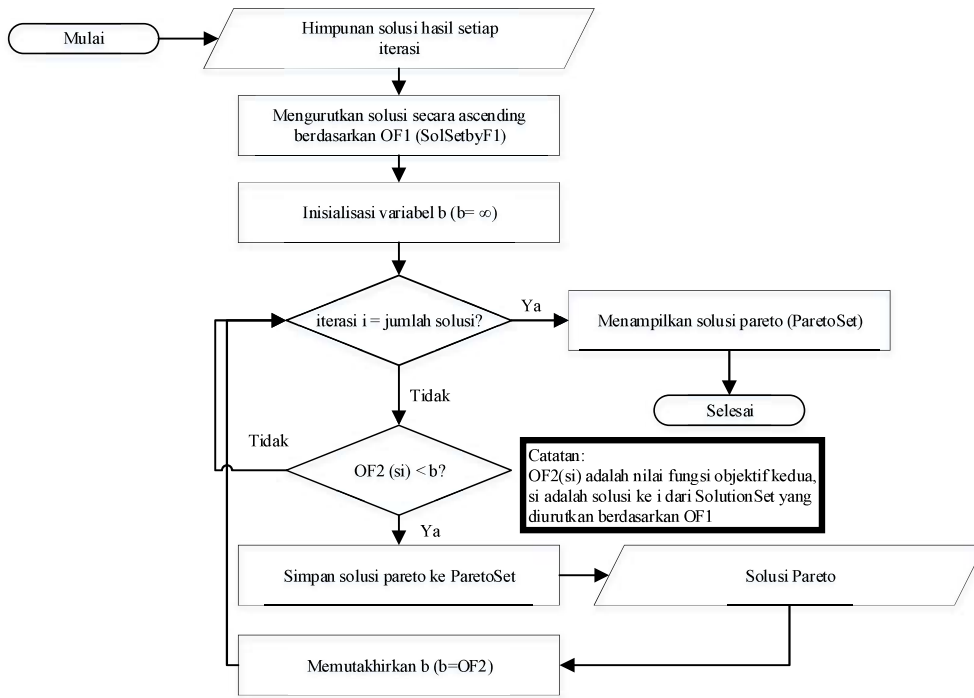 Mulai
Himpunan solusi hasil setiap
iterasi
Mengurutkan solusi secara ascending
berdasarkan OF1 (SolSetbyF1)
Inisialisasi variabel b (b= ∞)
iterasi i = jumlah solusi?
Ya
Menampilkan solusi pareto (ParetoSet)
Tidak
Selesai
Tidak
OF2 (si) < b?
Catatan:
OF2(si) adalah nilai fungsi objektif kedua,
si adalah solusi ke i dari SolutionSet yang
diurutkan berdasarkan OF1
Ya
Simpan solusi pareto ke ParetoSet
Solusi Pareto
Memutakhirkan b (b=OF2)